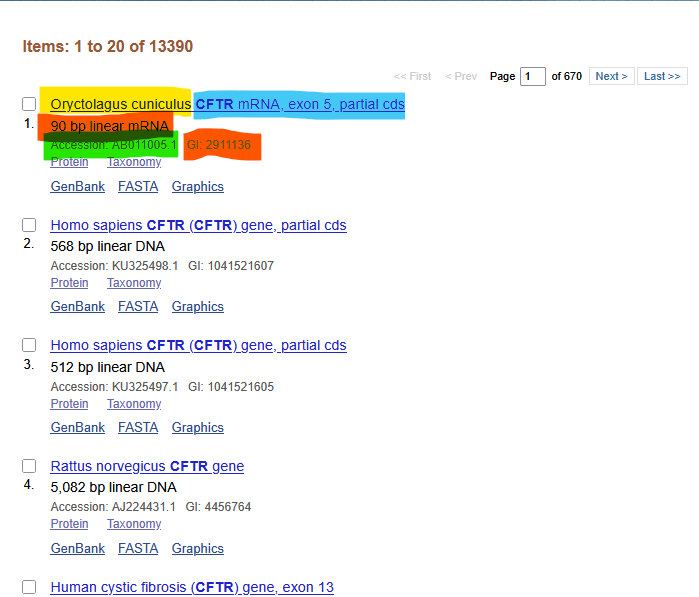 Items: 1 to 20 of 13390
<< First < Prev Page 1 of 670 Next > Last >>
Oryctolagus cuniculus CFTR mRNA, exon 5, partial cds
1.
90 bp linear mRNA
Accession: AB011005.1 GI: 2911136
Protein Taxonomy
GenBank FASTA Graphics
Homo sapiens CFTR (CFTR) gene, partial cds
2.
568 bp linear DNA
Accession: KU325498.1 GI: 1041521607
Protein Taxonomy
GenBank FASTA Graphics
Homo sapiens CFTR (CFTR) gene, partial cds
3.
512 bp linear DNA
Accession: KU325497.1 GI: 1041521605
Protein Taxonomy
GenBank FASTA Graphics
Rattus norvegicus CFTR gene
4.
5,082 bp linear DNA
Accession: AJ224431.1 GI: 4456764
Protein Taxonomy
GenBank FASTA Graphics
Human cystic fibrosis (CFTR) gene, exon 13